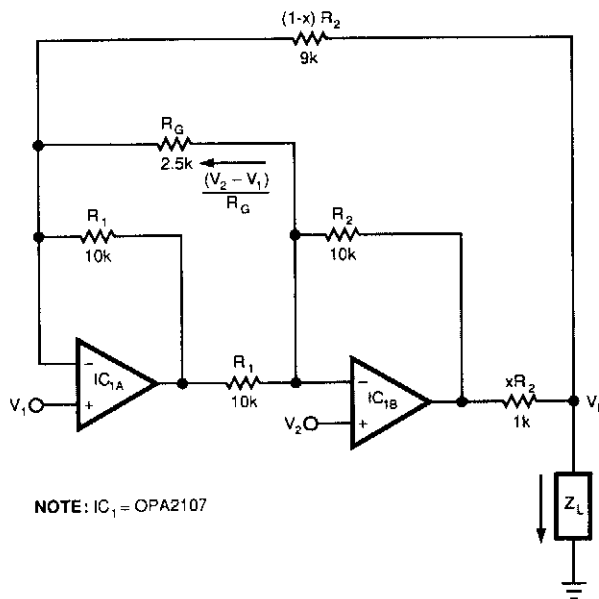 (1-x) R2
9k
RG
2.5k
(V2 – V1)
RG
R1
10k
R2
10k
–
IC1A
+
V1
R1
10k
–
IC1B
+
V2
xR2
1k
ZL
NOTE: IC1 = OPA2107